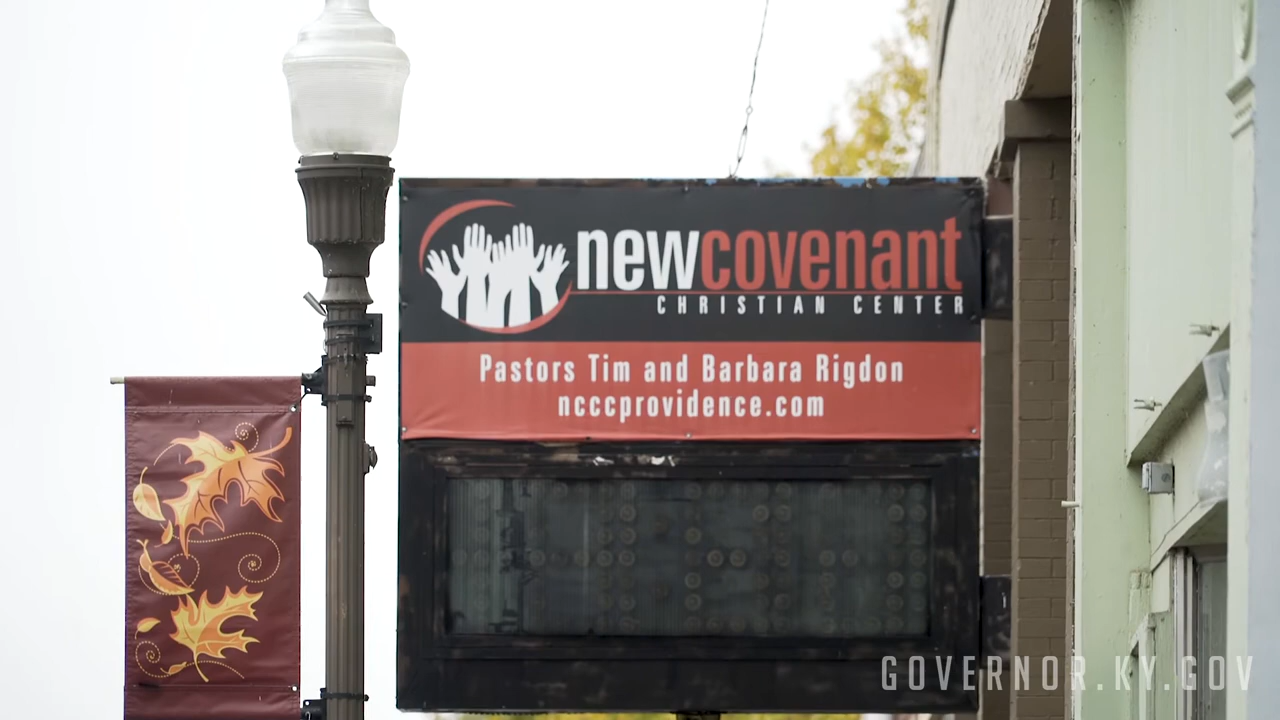 newcovenant
CHRISTIAN CENTER
Pastors Tim and Barbara Rigdon
ncccprovidence.com
GOVERNOR.KY.GOV